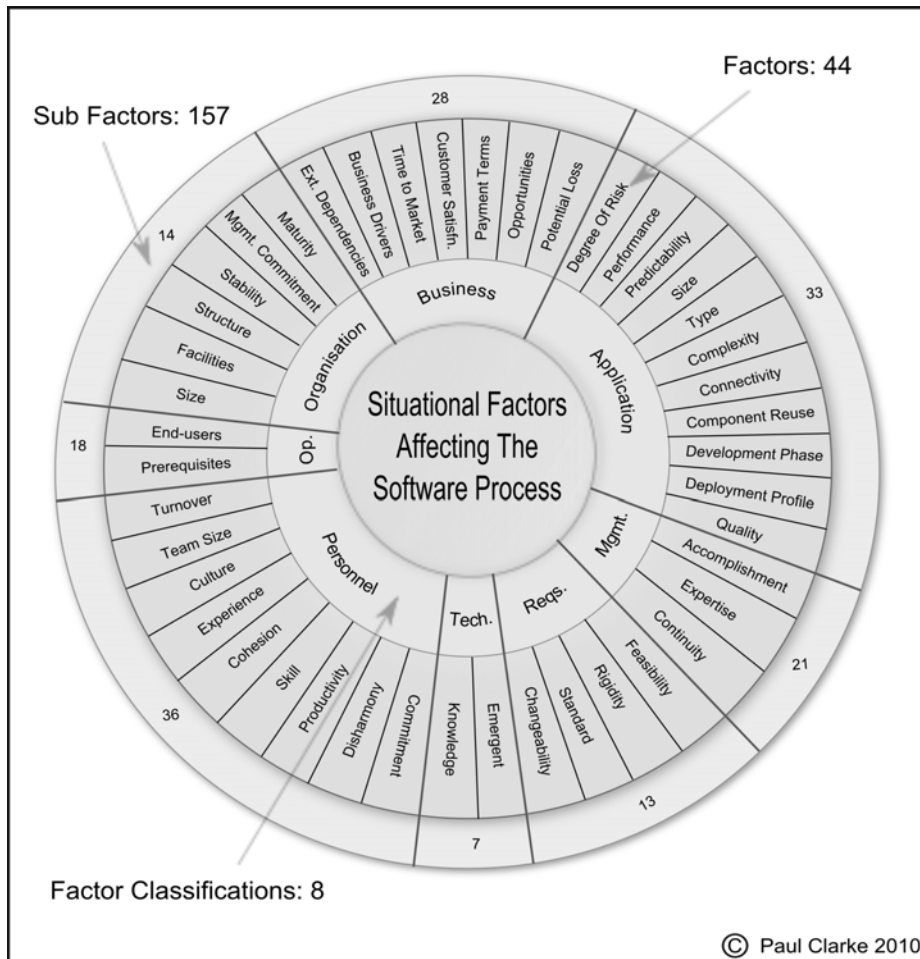 Factors: 44
Sub Factors: 157
28
33
21
13
7
36
18
14
Ext. Dependencies
Business Drivers
Time to Market
Customer Satisfn.
Payment Terms
Opportunities
Potential Loss
Degree Of Risk
Performance
Predictability
Size
Type
Complexity
Connectivity
Component Reuse
Development Phase
Deployment Profile
Quality
Accomplishment
Expertise
Continuity
Feasibility
Rigidity
Standard
Changeability
Emergent
Knowledge
Commitment
Disharmony
Productivity
Skill
Cohesion
Experience
Culture
Team Size
Turnover
Prerequisites
End-users
Size
Facilities
Structure
Stability
Mgmt. Commitment
Maturity
Business
Application
Mgmt.
Reqs.
Tech.
Personnel
Op.
Organisation
Situational Factors
Affecting The
Software Process
Factor Classifications: 8
© Paul Clarke 2010